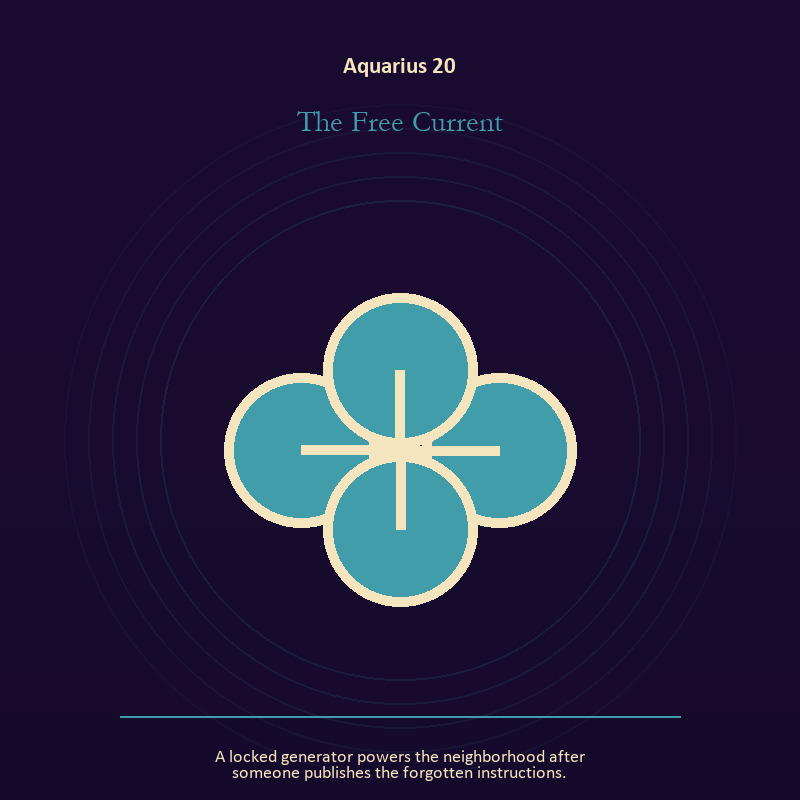 Aquarius 20
The Free Current
A locked generator powers the neighborhood after
someone publishes the forgotten instructions.